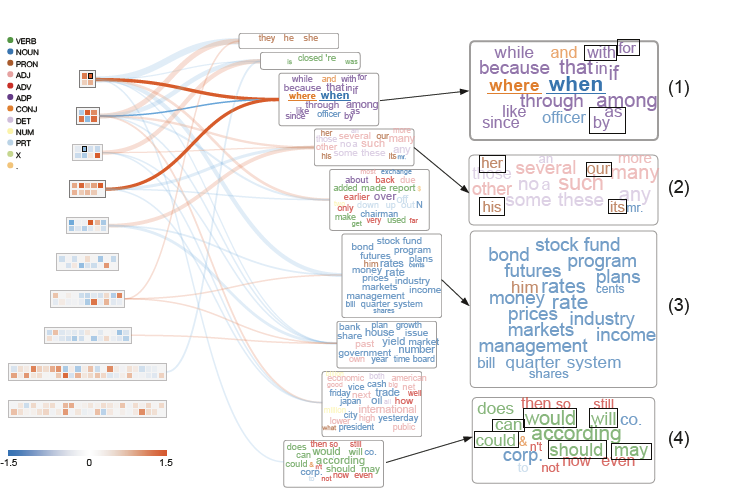 VERB
NOUN
PRON
ADJ
ADV
ADP
CONJ
DET
NUM
PRT
X
.
-1.5 0 1.5
they he she
is closed 're was
while and with for
because that in if
where when
through among
like as
since officer by
her an more
those several our many
other no a such any
his some these its mr.
most exchange
about back due
added made report
earlier over off
only down up out N
make chairman
get very used far
stock fund
bond program
futures plans
him rates cents
money rate
prices industry
markets income
management
bill quarter system
shares
bank plan growth
share house issue
past yield market
government number
own year time board
economic both american
good vice cash big net
friday next trade well
japan oil all how
city international
lower high yesterday
what president public
does then so still
can would will co.
could & n't according
corp. should may
to not now even
while and with for
because that in if
where when
through among
like as
since officer by
(1)
her an more
those several our many
other no a such any
his some these its mr.
(2)
stock fund
bond program
futures plans
him rates cents
money rate
prices industry
markets income
management
bill quarter system
shares
(3)
does then so still
can would will co.
could & n't according
corp. should may
to not now even
(4)